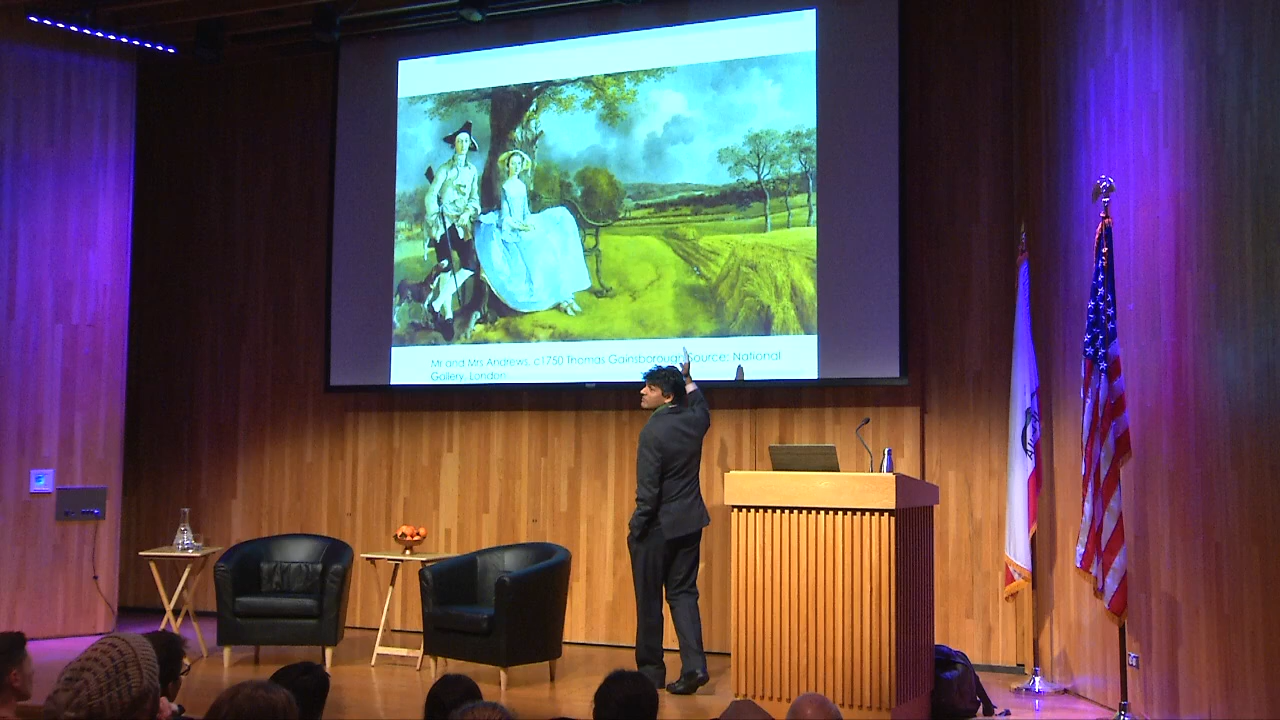 Mr and Mrs Andrews, c1750 Thomas Gainsborough Source: National
Gallery, London